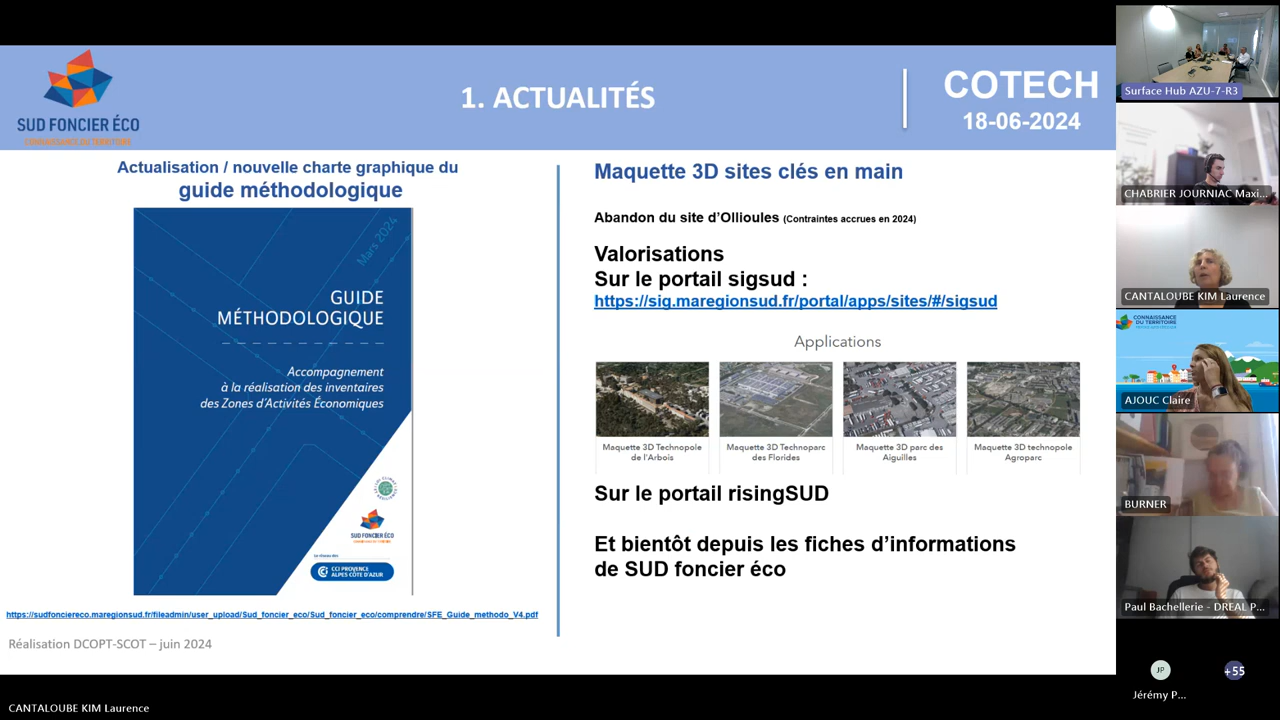 SUD FONCIER ÉCO
CONNAISSANCE DU TERRITOIRE
1. ACTUALITÉS
COTECH
18-06-2024
Actualisation / nouvelle charte graphique du
guide méthodologique
Mars 2024
GUIDE
MÉTHODOLOGIQUE
Accompagnement
à la réalisation des inventaires
des Zones d'Activités Économiques
SUD FONCIER ÉCO
CCI PROVENCE
ALPES CÔTE D'AZUR
https://sudfonciereco.maregionsud.fr/fileadmin/user_upload/Sud_foncier_eco/Sud_foncier_eco/comprendre/SFE_Guide_methodo_V4.pdf
Réalisation DCOPT-SCOT – juin 2024
Maquette 3D sites clés en main
Abandon du site d'Ollioules (Contraintes accrues en 2024)
Valorisations
Sur le portail sigsud :
https://sig.maregionsud.fr/portal/apps/sites/#/sigsud
Applications
Maquette 3D Technopole
de l'Arbois
Maquette 3D Technoparc
des Florides
Maquette 3D parc des
Aiguilles
Maquette 3D technopole
Agroparc
Sur le portail risingSUD
Et bientôt depuis les fiches d'informations
de SUD foncier éco
Surface Hub AZU-7-R3
CHABRIER JOURNIAC Maxi...
CANTALOUBE KIM Laurence
CONNAISSANCE
DU TERRITOIRE
AJOUC Claire
BURNER
Paul Bachellerie - DREAL P...
JP
+55
Jérémy P...
CANTALOUBE KIM Laurence